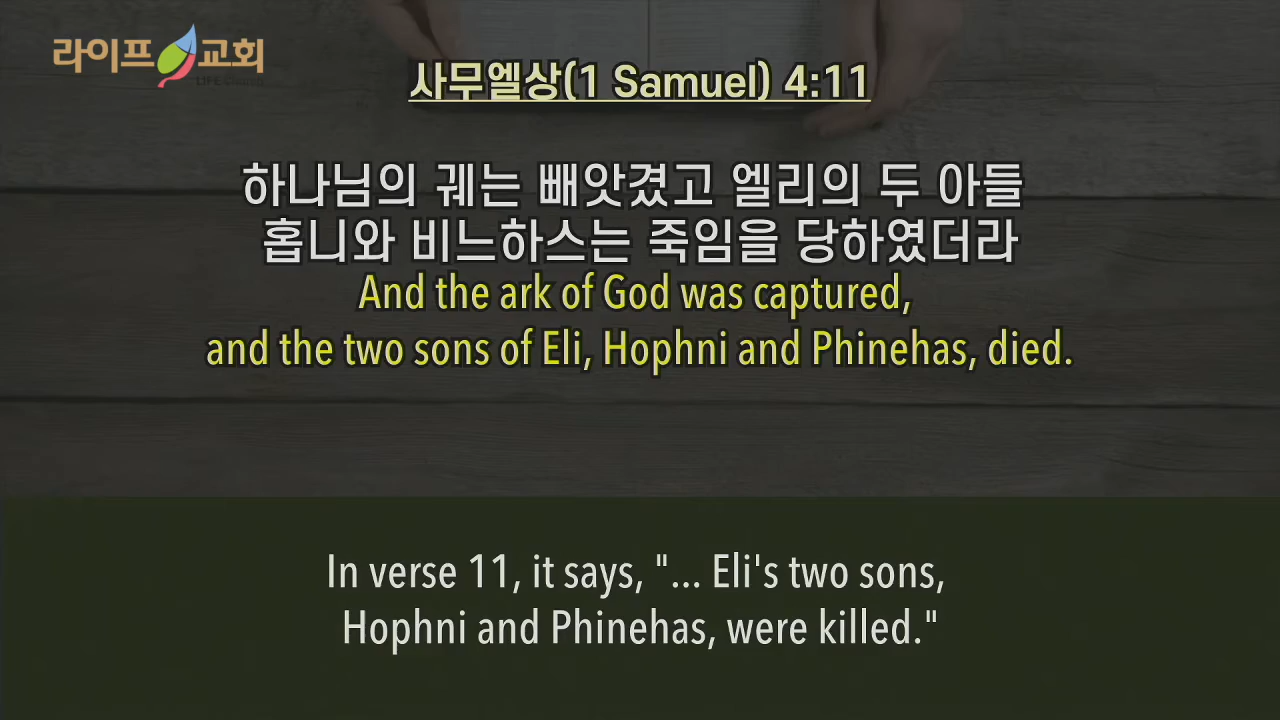 라이프교회
LIFE Church
사무엘상(1 Samuel) 4:11
하나님의 궤는 빼앗겼고 엘리의 두 아들
홉니와 비느하스는 죽임을 당하였더라
And the ark of God was captured,
and the two sons of Eli, Hophni and Phinehas, died.
In verse 11, it says, "... Eli's two sons,
Hophni and Phinehas, were killed."